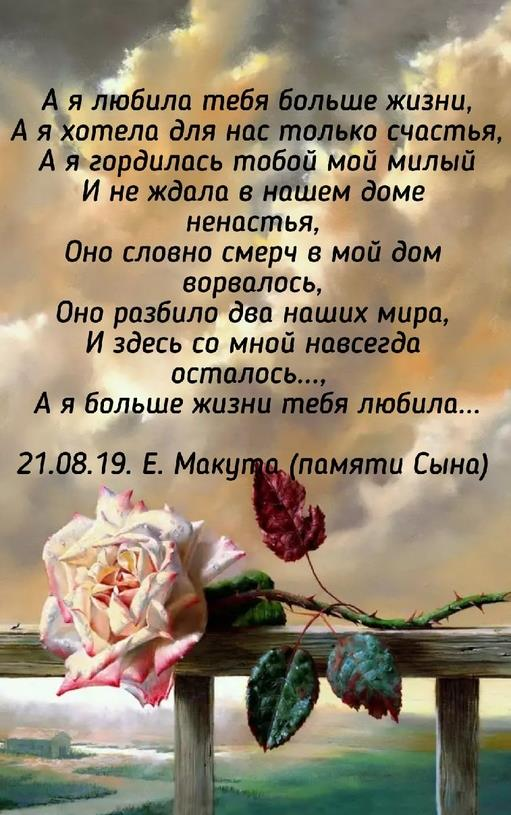 А я любила тебя больше жизни,
А я хотела для нас только счастья,
А я гордилась тобой мой милый
И не ждала в нашем доме
ненастья,
Оно словно смерч в мой дом
ворвалось,
Оно разбило два наших мира,
И здесь со мной навсегда
осталось...,
А я больше жизни тебя любила...
21.08.19. Е. Макута (памяти Сына)